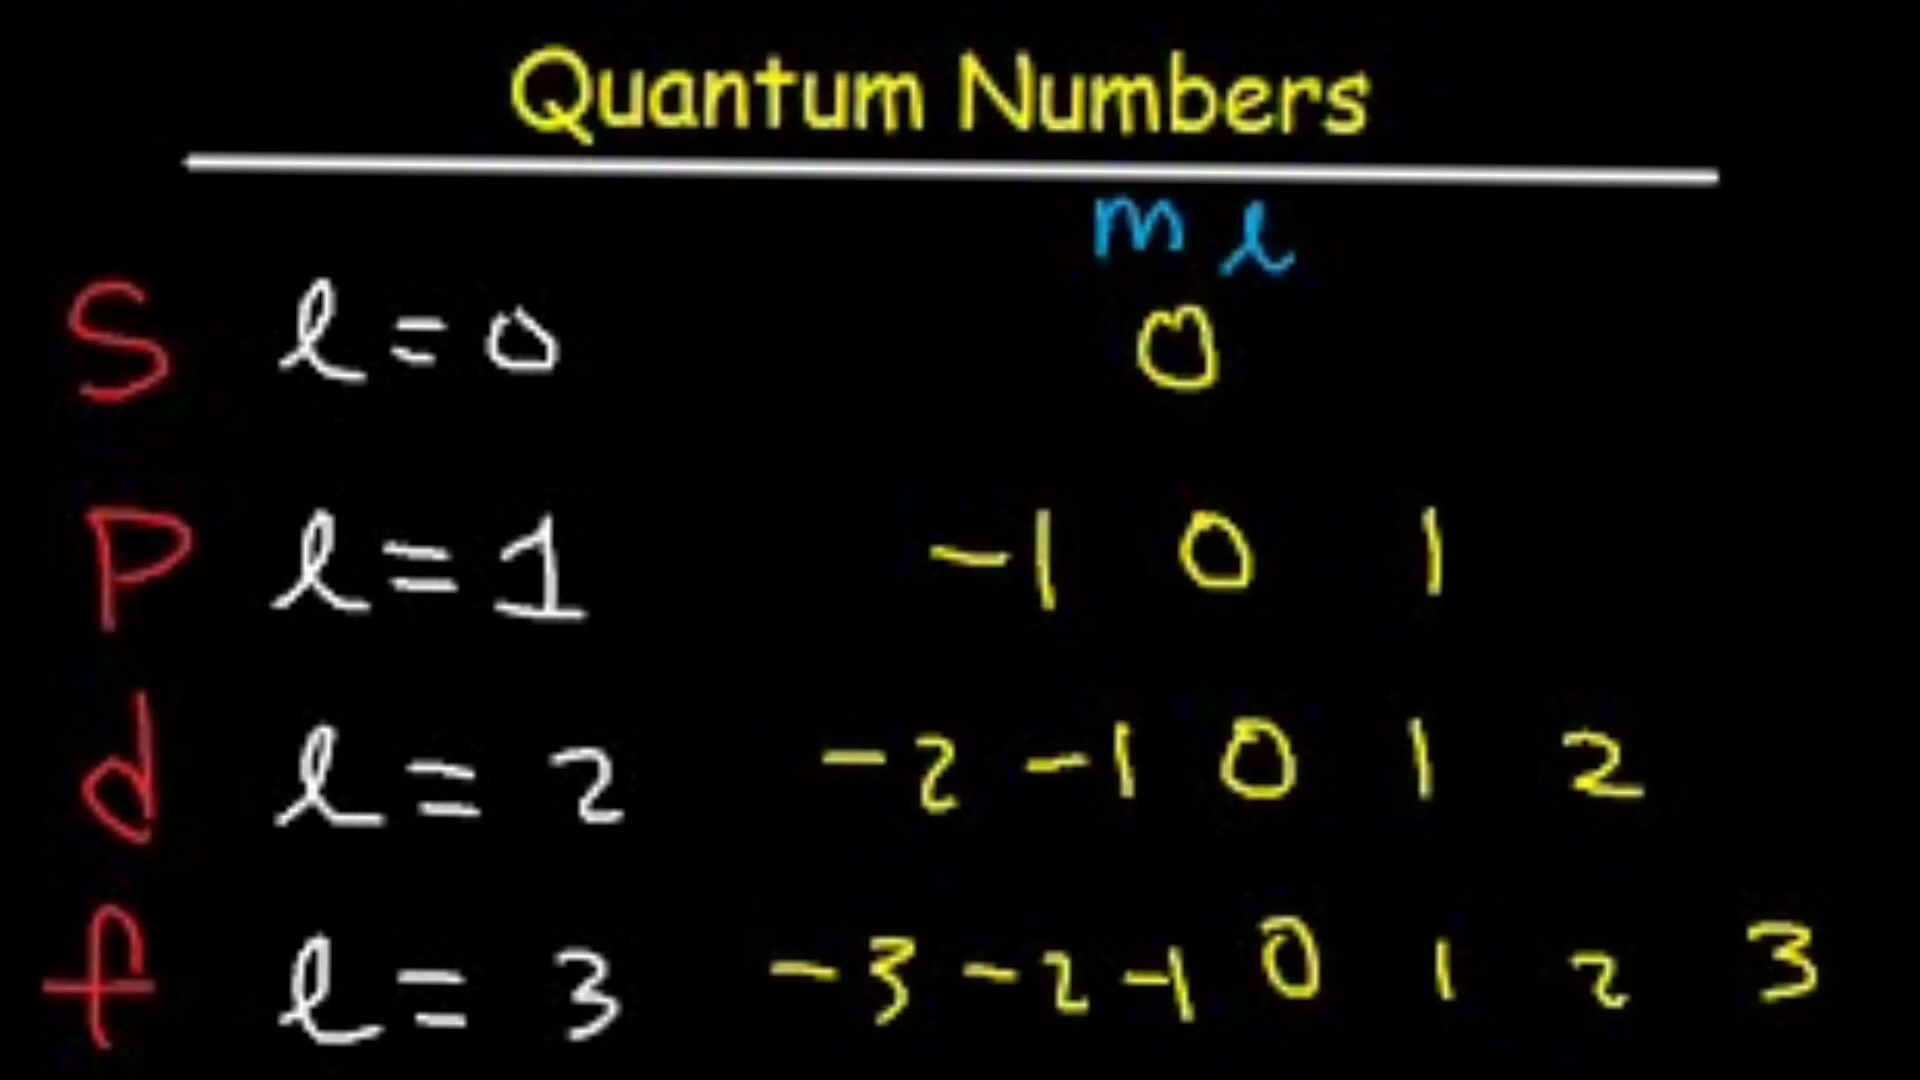 Quantum Numbers
m l
S l = 0 0
P l = 1 -1 0 1
d l = 2 -2 -1 0 1 2
f l = 3 -3 -2 -1 0 1 2 3